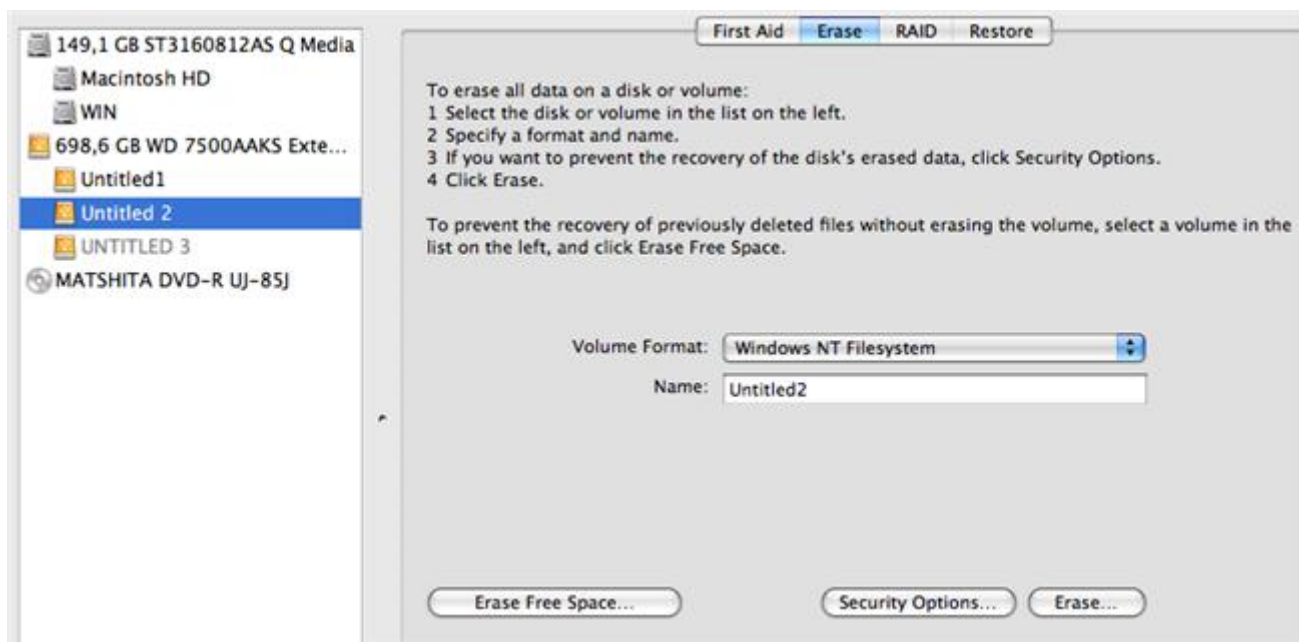 149,1 GB ST3160812AS Q Media
Macintosh HD
WIN
698,6 GB WD 7500AAKS Exte...
Untitled1
Untitled 2
UNTITLED 3
MATSHITA DVD-R UJ-85J
First Aid Erase RAID Restore
To erase all data on a disk or volume:
1 Select the disk or volume in the list on the left.
2 Specify a format and name.
3 If you want to prevent the recovery of the disk's erased data, click Security Options.
4 Click Erase.
To prevent the recovery of previously deleted files without erasing the volume, select a volume in the
list on the left, and click Erase Free Space.
Volume Format: Windows NT Filesystem
Name: Untitled2
Erase Free Space... Security Options... Erase...